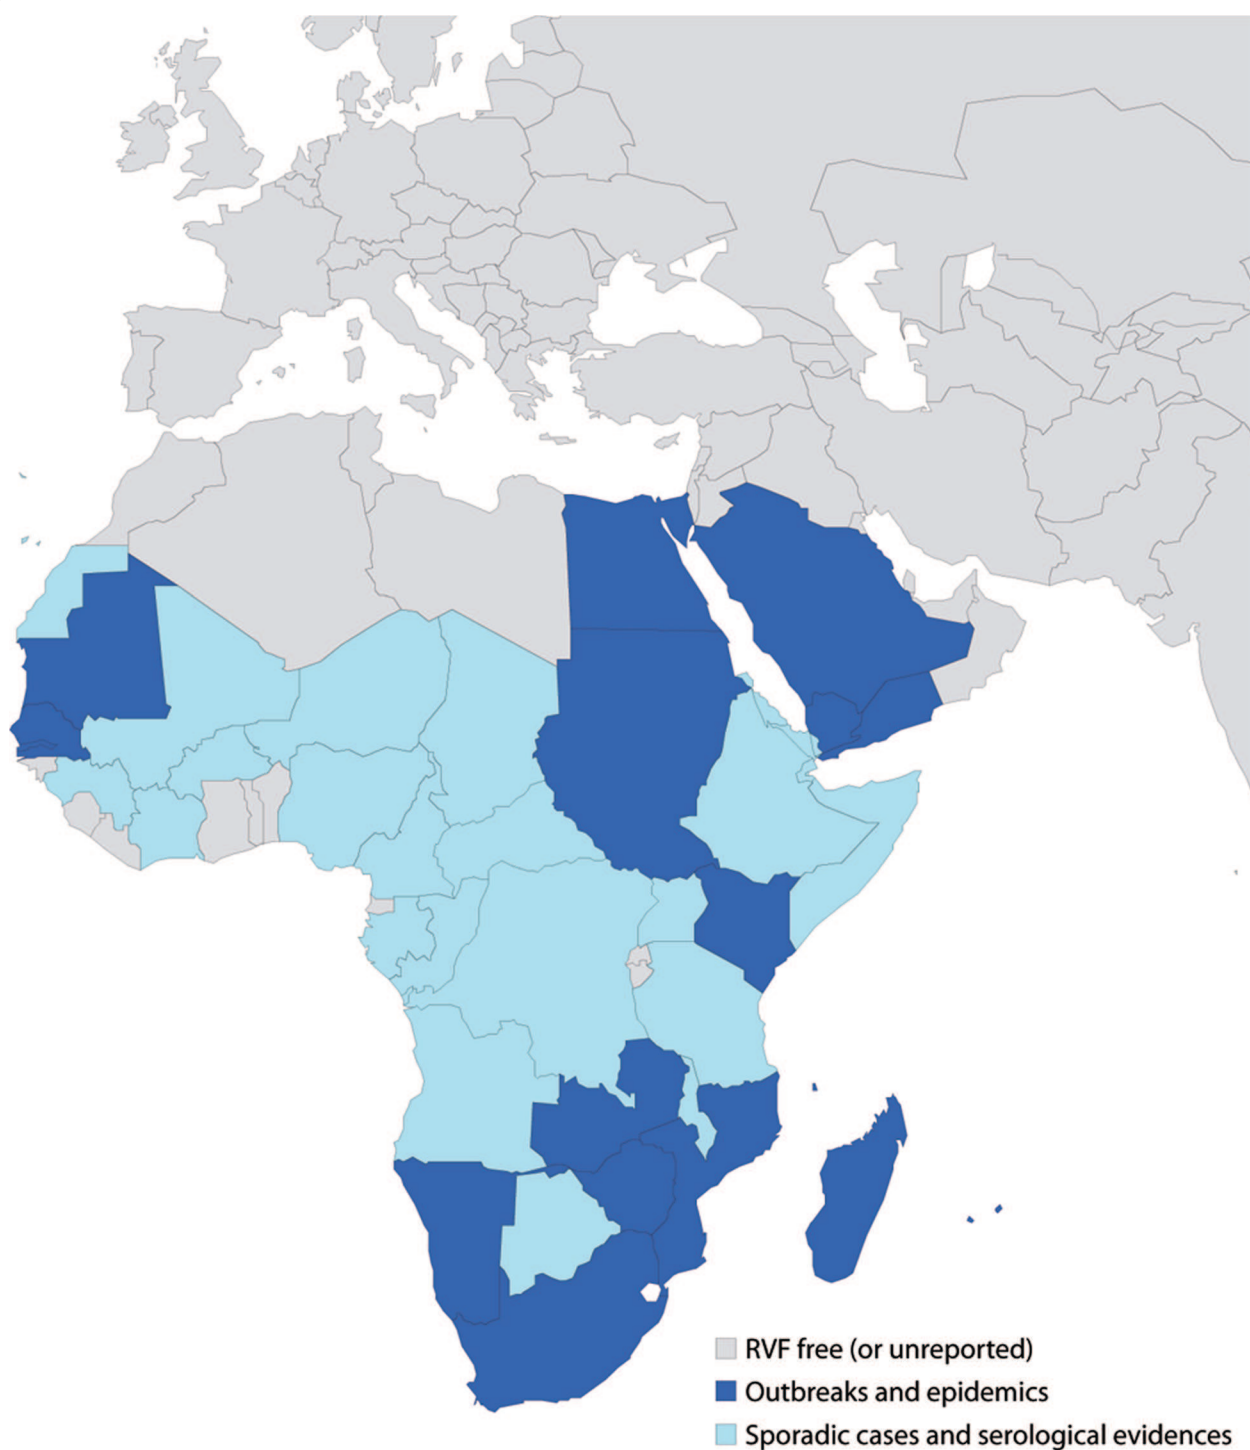 RVF free (or unreported)
Outbreaks and epidemics
Sporadic cases and serological evidences